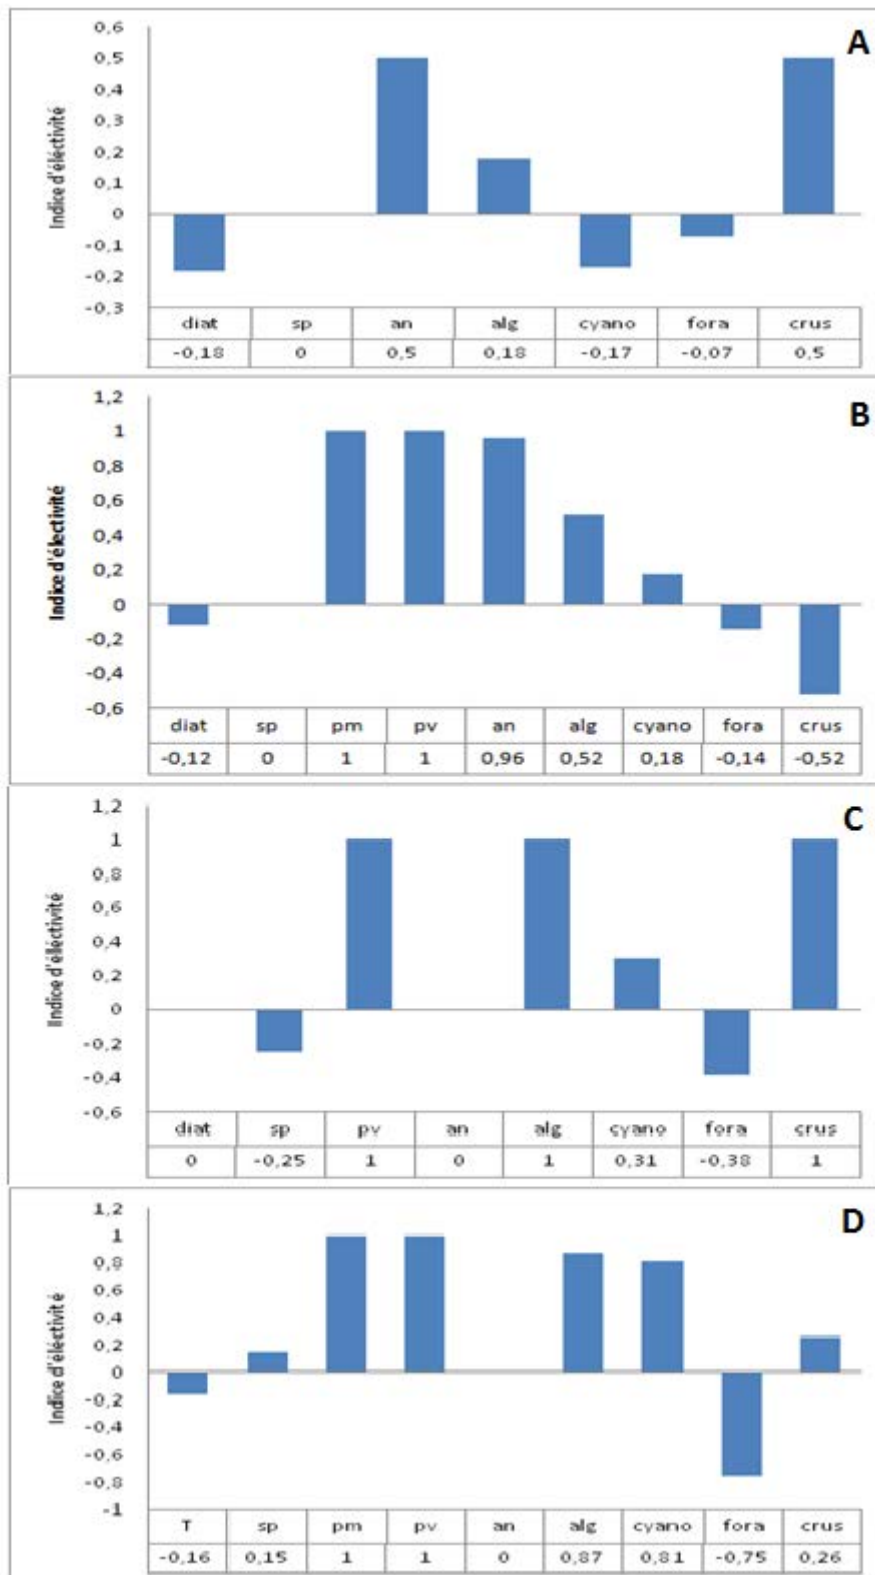 A
Indice d'éléctivité
0,6
0,5
0,4
0,3
0,2
0,1
0
-0,1
-0,2
-0,3
diat sp an alg cyano fora crus
-0,18 0 0,5 0,18 -0,17 -0,07 0,5
B
Indice d'électivité
1,2
1
0,8
0,6
0,4
0,2
0
-0,2
-0,4
-0,6
diat sp pm pv an alg cyano fora crus
-0,12 0 1 1 0,96 0,52 0,18 -0,14 -0,52
C
Indice d'éléctivité
1,2
1
0,8
0,6
0,4
0,2
0
-0,2
-0,4
-0,6
diat sp pv an alg cyano fora crus
0 -0,25 1 0 1 0,31 -0,38 1
D
Indice d'éléctivité
1,2
1
0,8
0,6
0,4
0,2
0
-0,2
-0,4
-0,6
-0,8
-1
T sp pm pv an alg cyano fora crus
-0,16 0,15 1 1 0 0,87 0,81 -0,75 0,26